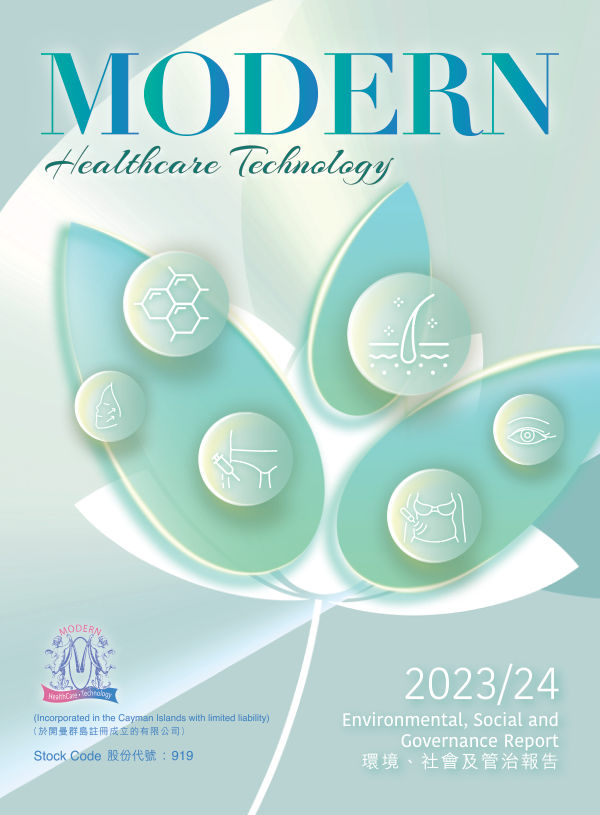 MODERN
Healthcare Technology
MODERN
HealthCare • Technology
(Incorporated in the Cayman Islands with limited liability)
（於開曼群島註冊成立的有限公司）
Stock Code 股份代號：919
2023/24
Environmental, Social and
Governance Report
環境、社會及管治報告